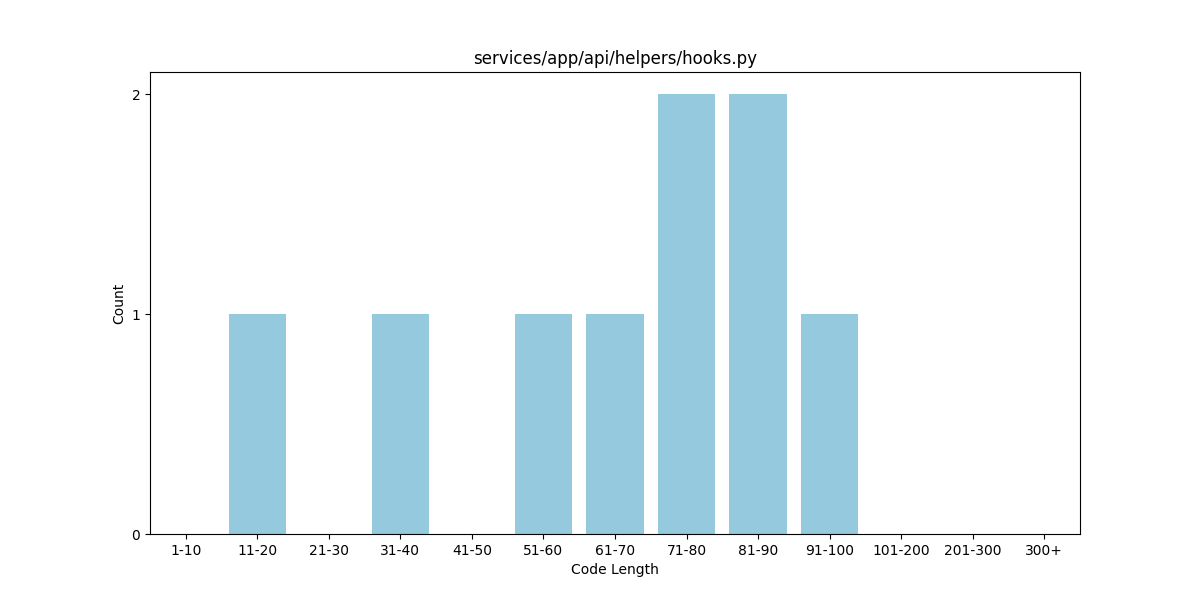 services/app/api/helpers/hooks.py
2
1
0
Count
1-10 11-20 21-30 31-40 41-50 51-60 61-70 71-80 81-90 91-100 101-200 201-300 300+
Code Length